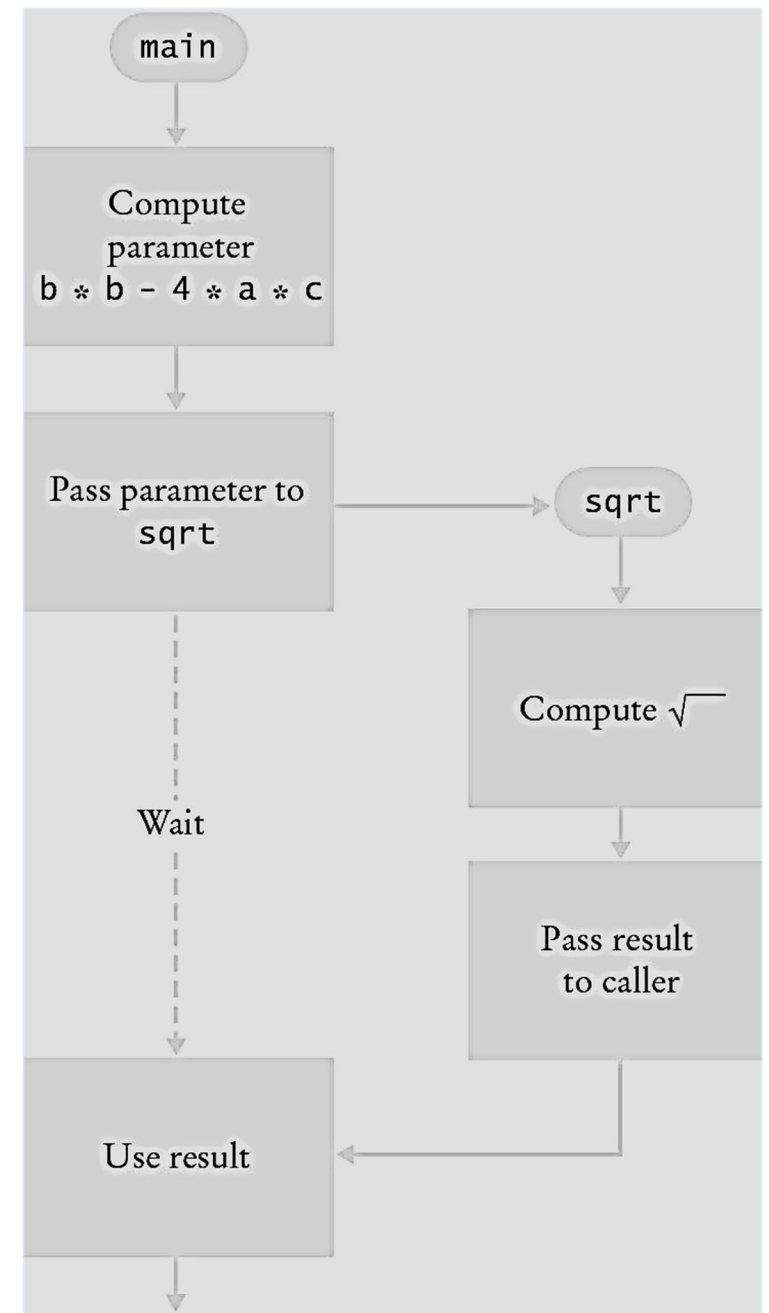 main
Compute
parameter
b * b - 4 * a * c
Pass parameter to
sqrt
sqrt
Compute √
Wait
Pass result
to caller
Use result